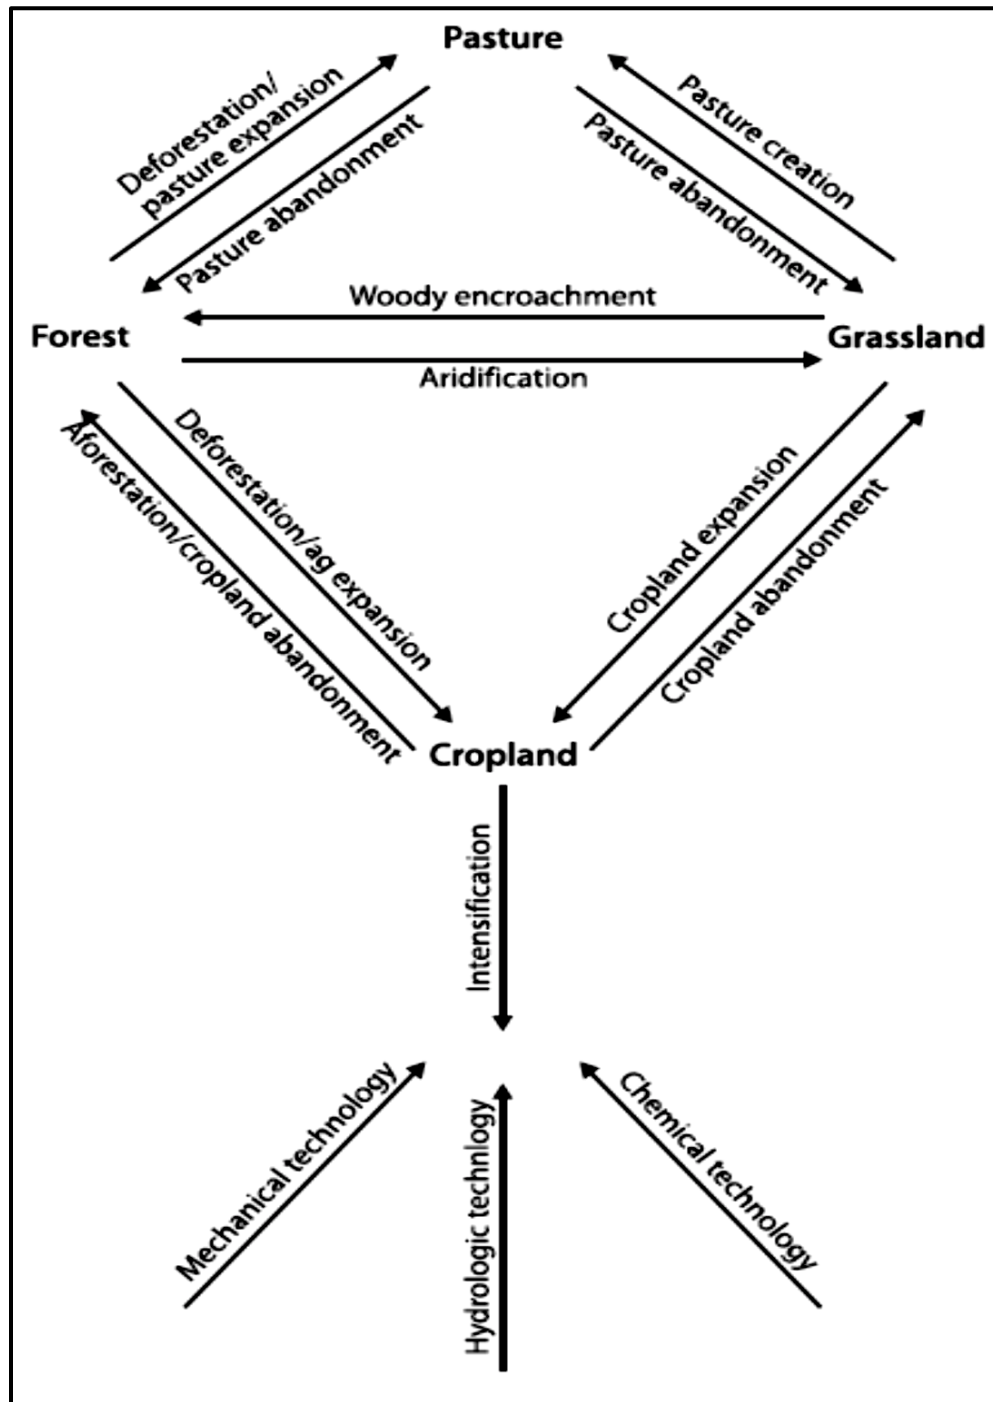 Pasture
Deforestation/
pasture expansion
Pasture abandonment
Pasture creation
Pasture abandonment
Woody encroachment
Forest
Grassland
Aridification
Deforestation/ag expansion
Aforestation/cropland abandonment
Cropland expansion
Cropland abandonment
Cropland
Intensification
Mechanical technology
Hydrologic technlogy
Chemical technology